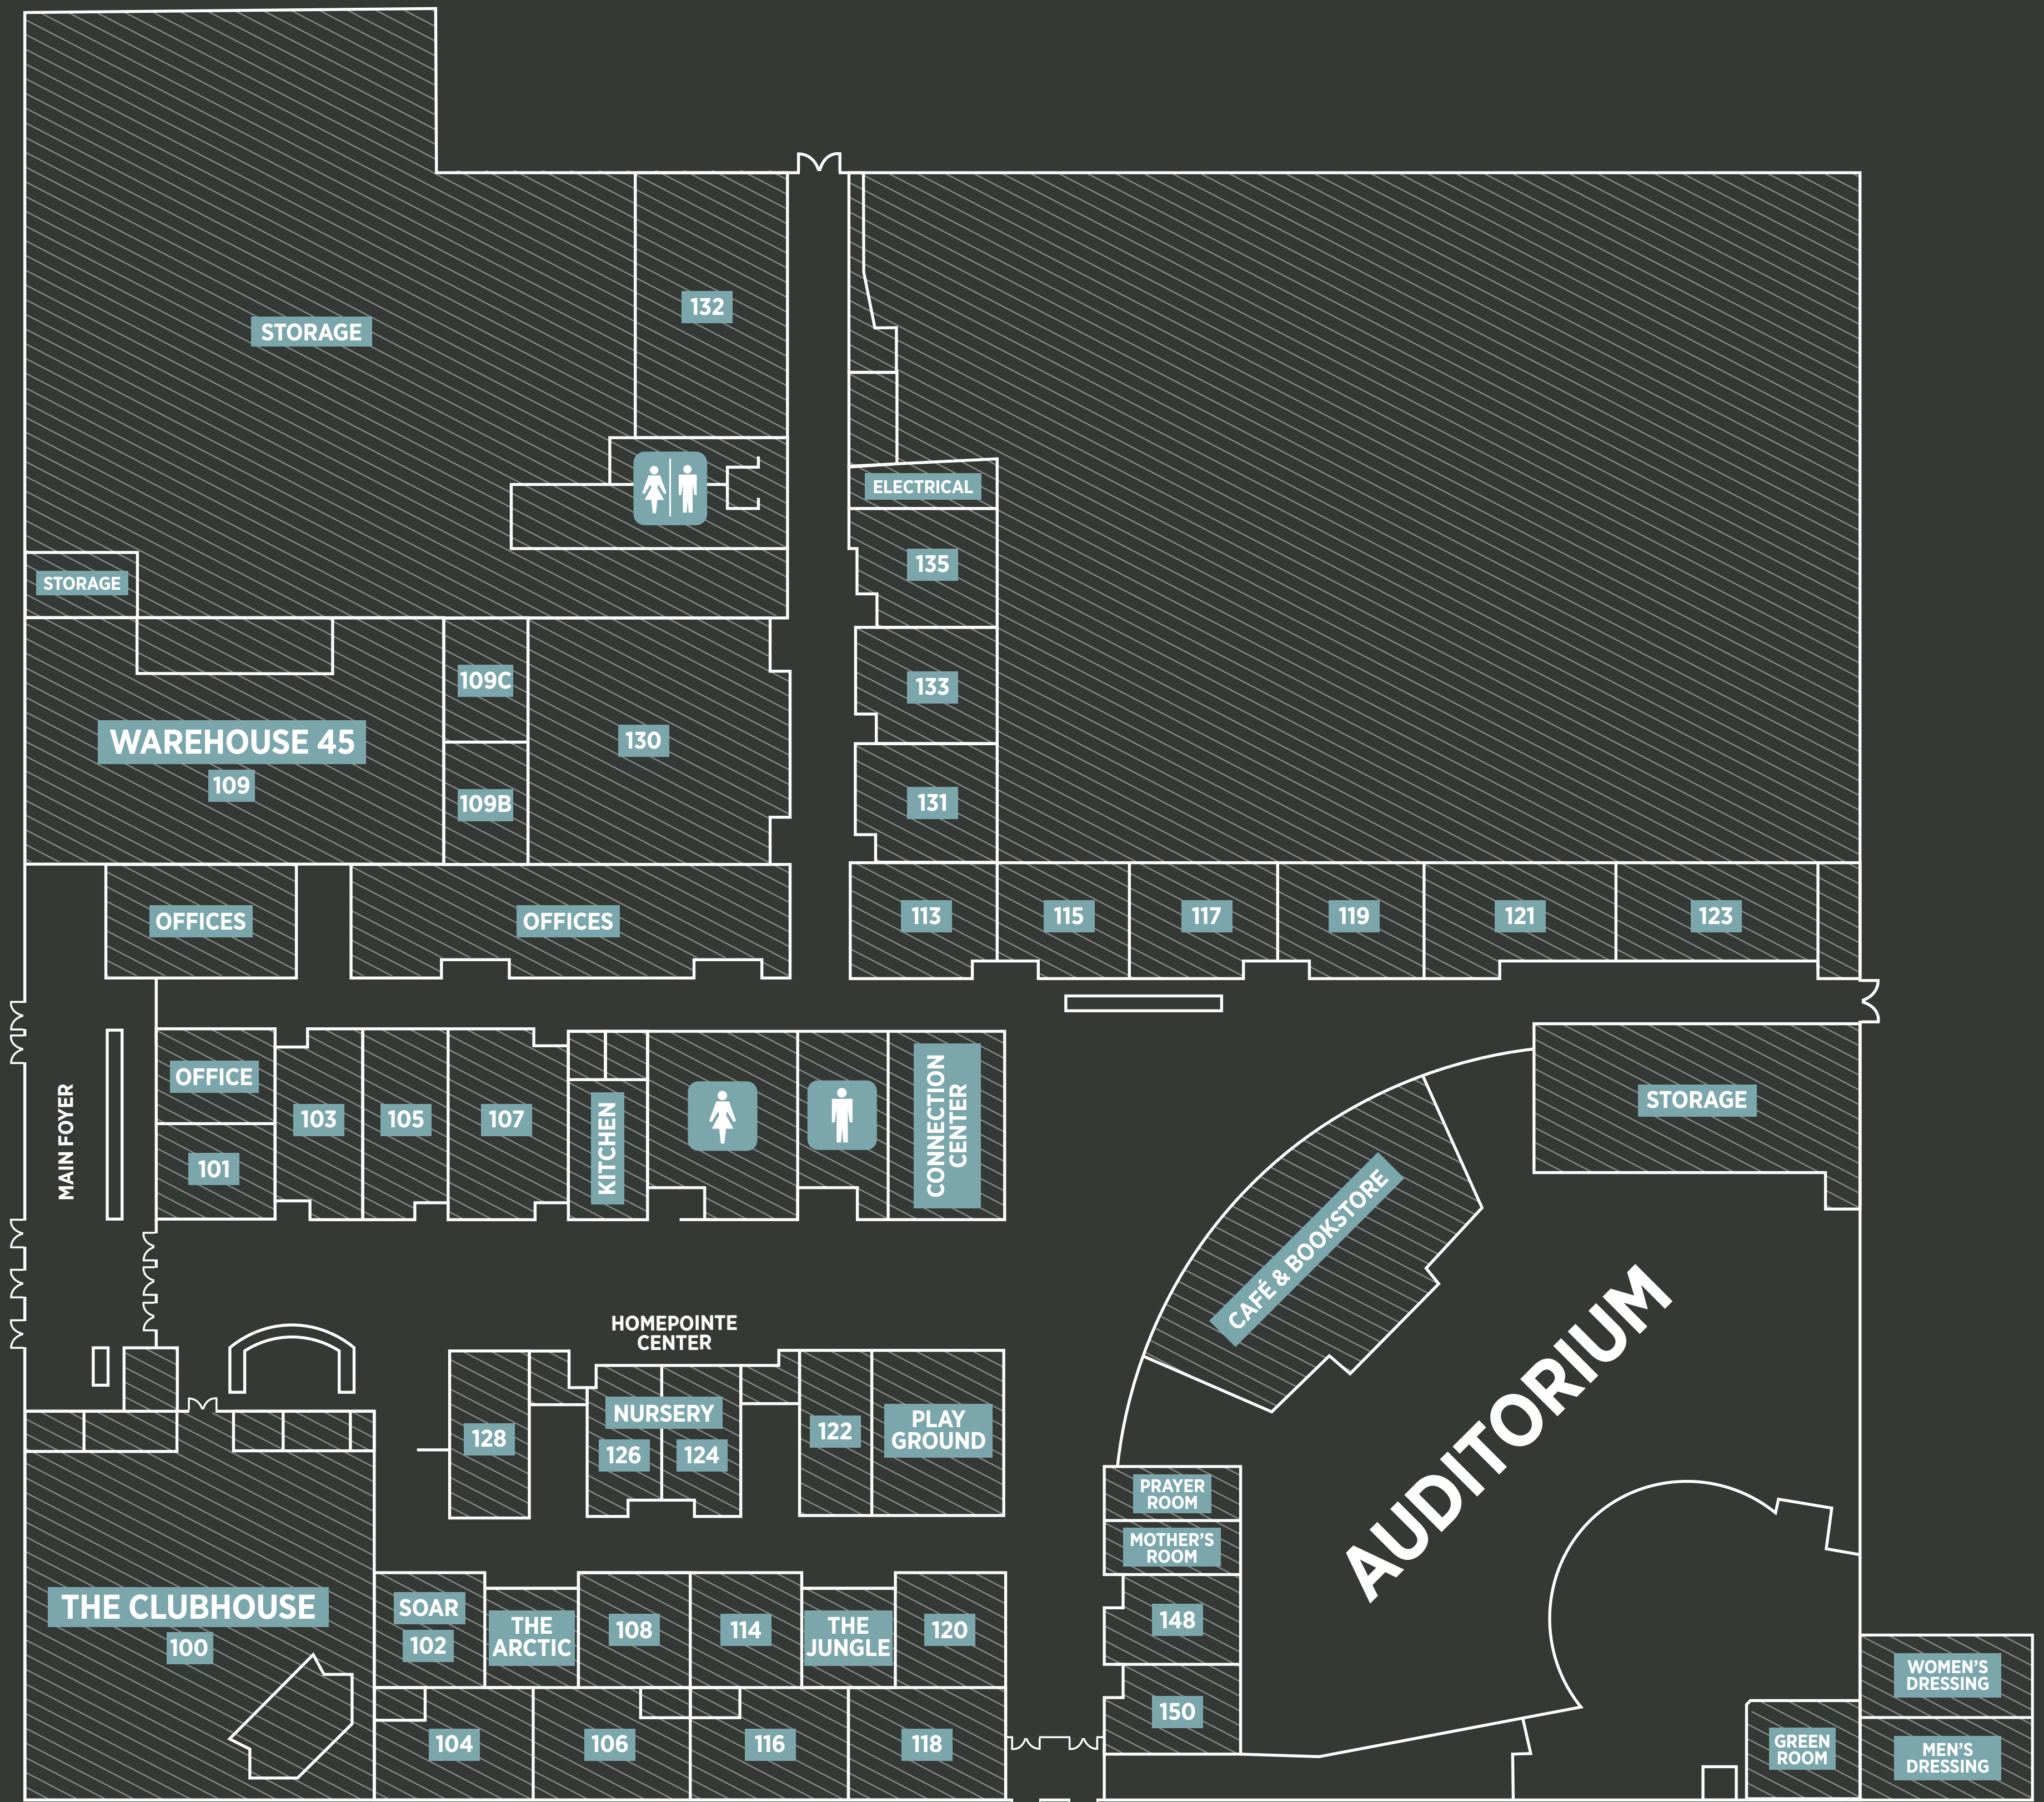 132
STORAGE
ELECTRICAL
135
STORAGE
109C
133
WAREHOUSE 45
109
130
109B
131
OFFICES
OFFICES
113
115
117
119
121
123
MAIN FOYER
OFFICE
101
103
105
107
KITCHEN
CONNECTION
CENTER
STORAGE
CAFÉ & BOOKSTORE
HOMEPOINTE
CENTER
128
NURSERY
126
124
122
PLAY
GROUND
AUDITORIUM
PRAYER
ROOM
MOTHER'S
ROOM
THE CLUBHOUSE
100
SOAR
102
THE
ARCTIC
108
114
THE
JUNGLE
120
148
150
104
106
116
118
WOMEN'S
DRESSING
GREEN
ROOM
MEN'S
DRESSING